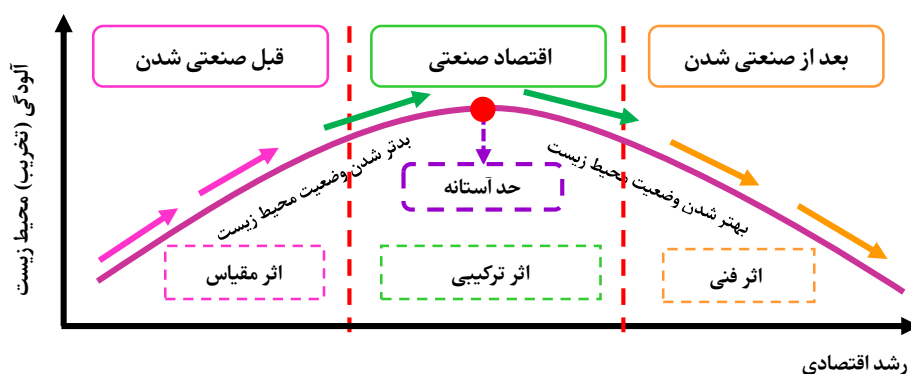 قبل صنعتی شدن
اقتصاد صنعتی
بعد از صنعتی شدن
آلودگی (تخریب) محیط زیست
بدتر شدن وضعیت محیط زیست
حد آستانه
بهتر شدن وضعیت محیط زیست
اثر مقیاس
اثر ترکیبی
اثر فنی
رشد اقتصادی